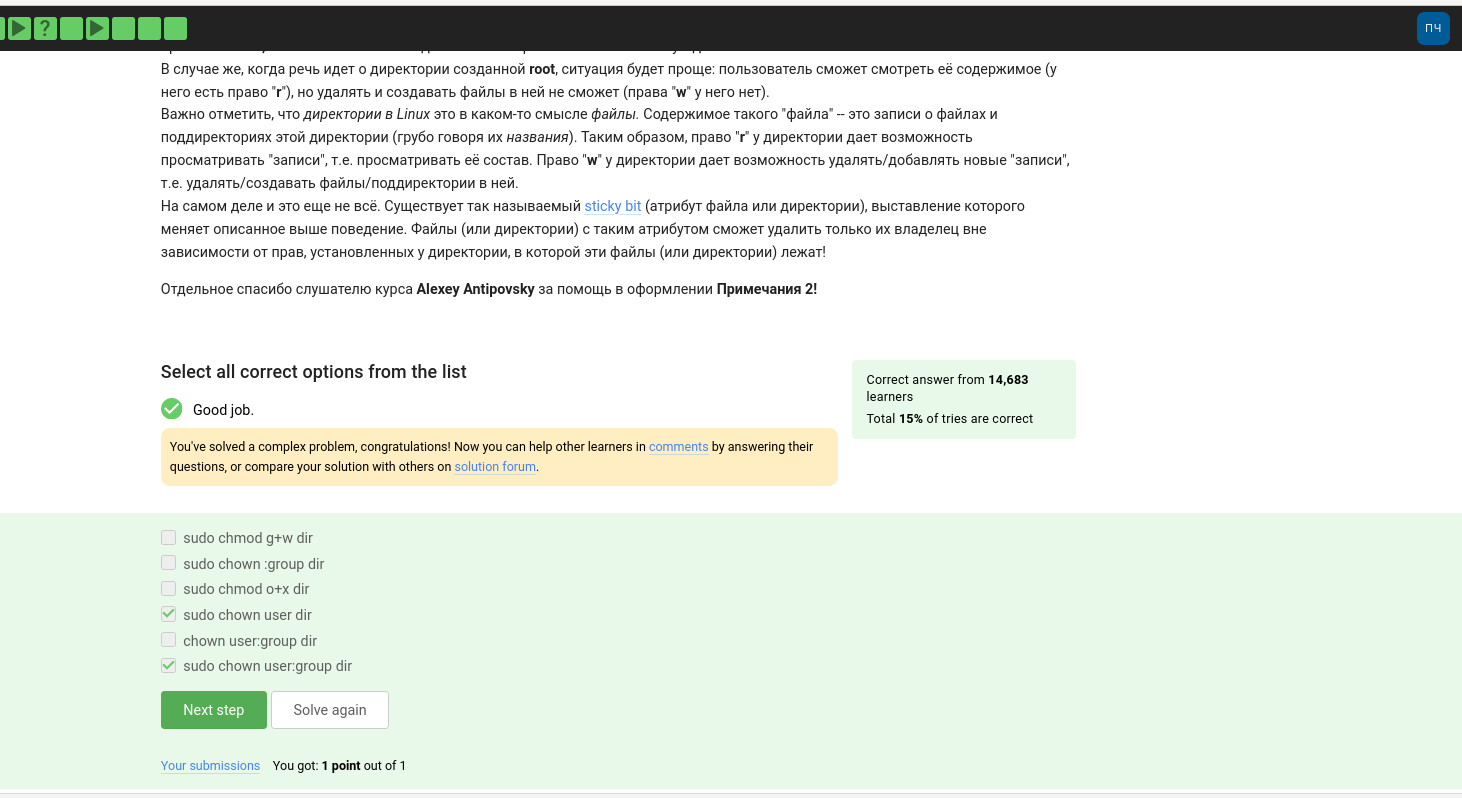 ?
ПЧ
В случае же, когда речь идет о директории созданной root, ситуация будет проще: пользователь сможет смотреть её содержимое (у
него есть право "r"), но удалять и создавать файлы в ней не сможет (права "w" у него нет).
Важно отметить, что директории в Linux это в каком-то смысле файлы. Содержимое такого "файла" -- это записи о файлах и
поддиректориях этой директории (грубо говоря их названия). Таким образом, право "r" у директории дает возможность
просматривать "записи", т.е. просматривать её состав. Право "w" у директории дает возможность удалять/добавлять новые "записи",
т.е. удалять/создавать файлы/поддиректории в ней.
На самом деле и это еще не всё. Существует так называемый sticky bit (атрибут файла или директории), выставление которого
меняет описанное выше поведение. Файлы (или директории) с таким атрибутом сможет удалить только их владелец вне
зависимости от прав, установленных у директории, в которой эти файлы (или директории) лежат!
Отдельное спасибо слушателю курса Alexey Antipovsky за помощь в оформлении Примечания 2!
Select all correct options from the list
Good job.
You've solved a complex problem, congratulations! Now you can help other learners in comments by answering their
questions, or compare your solution with others on solution forum.
Correct answer from 14,683
learners
Total 15% of tries are correct
sudo chmod g+w dir
sudo chown :group dir
sudo chmod o+x dir
sudo chown user dir
chown user:group dir
sudo chown user:group dir
Next step
Solve again
Your submissions You got: 1 point out of 1